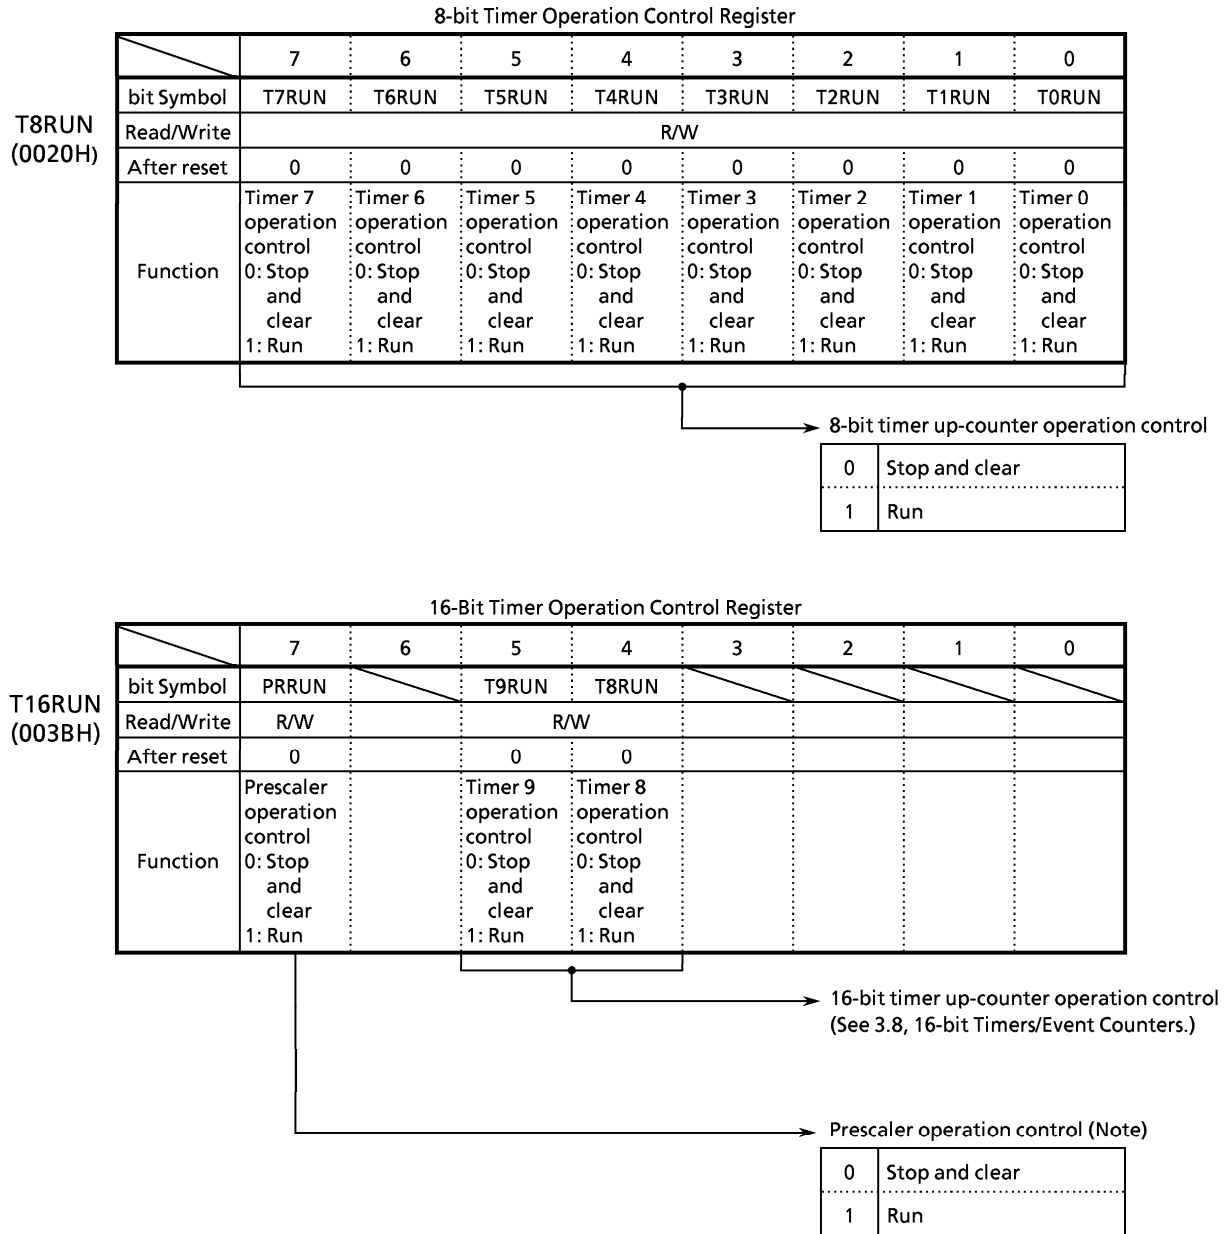 8-bit Timer Operation Control Register
7 6 5 4 3 2 1 0
bit Symbol T7RUN T6RUN T5RUN T4RUN T3RUN T2RUN T1RUN T0RUN
T8RUN
(0020H)
Read/Write R/W
After reset 0 0 0 0 0 0 0 0
Timer 7 Timer 6 Timer 5 Timer 4 Timer 3 Timer 2 Timer 1 Timer 0
operation operation operation operation operation operation operation operation
control control control control control control control control
Function 0: Stop 0: Stop 0: Stop 0: Stop 0: Stop 0: Stop 0: Stop 0: Stop
and and and and and and and and
clear clear clear clear clear clear clear clear
1: Run 1: Run 1: Run 1: Run 1: Run 1: Run 1: Run 1: Run
8-bit timer up-counter operation control
0 Stop and clear
1 Run
16-Bit Timer Operation Control Register
7 6 5 4 3 2 1 0
bit Symbol PRRUN T9RUN T8RUN
T16RUN
(003BH)
Read/Write R/W R/W
After reset 0 0 0
Prescaler Timer 9 Timer 8
operation operation operation
control control control
Function 0: Stop 0: Stop 0: Stop
and and and
clear clear clear
1: Run 1: Run 1: Run
16-bit timer up-counter operation control
(See 3.8, 16-bit Timers/Event Counters.)
Prescaler operation control (Note)
0 Stop and clear
1 Run